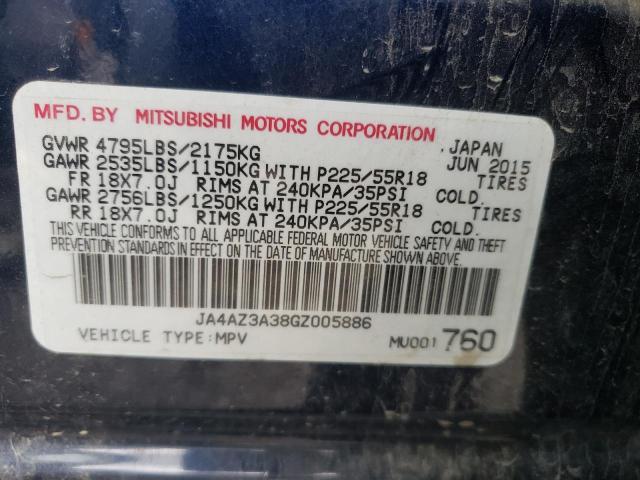 MFD. BY MITSUBISHI MOTORS CORPORATION . JAPAN
GVWR 4795LBS/2175KG JUN 2015
GAWR 2535LBS/1150KG WITH P225/55R18 TIRES
FR 18X7.0J RIMS AT 240KPA/35PSI COLD.
GAWR 2756LBS/1250KG WITH P225/55R18 TIRES
RR 18X7.0J RIMS AT 240KPA/35PSI COLD.
THIS VEHICLE CONFORMS TO ALL APPLICABLE FEDERAL MOTOR VEHICLE SAFETY AND THEFT
PREVENTION STANDARDS IN EFFECT ON THE DATE OF MANUFACTURE SHOWN ABOVE.
JA4AZ3A38GZ005886
VEHICLE TYPE:MPV MU001760